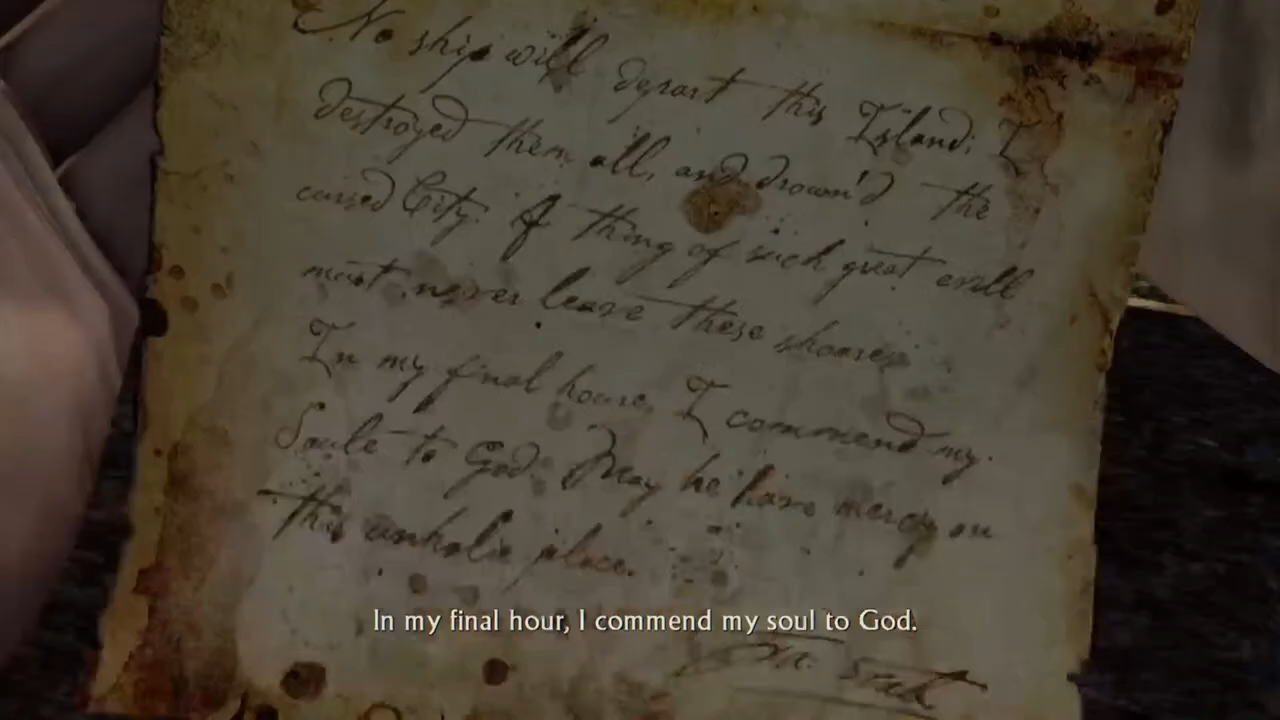 No ship will depart this Island; I
destroyed them all, and drown'd the
cursed City. A thing of such great evill
must never leave these shoares
In my final houre, I commend my
Soule to God. May he have mercy on
this unholie place.
In my final hour, I commend my soul to God.